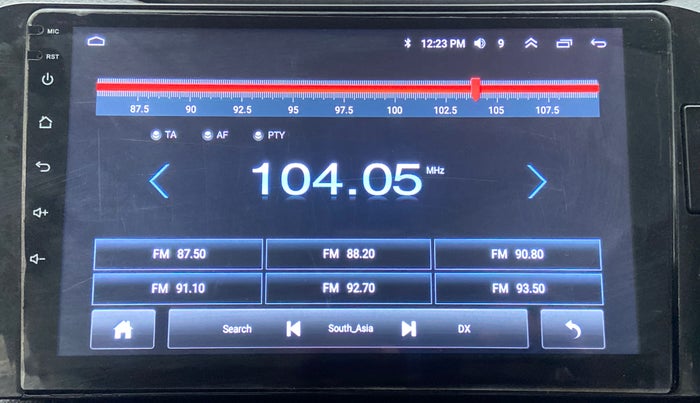 MIC
12:23 PM 9
RST
87.5 90 92.5 95 97.5 100 102.5 105 107.5
TA AF PTY
104.05 MHz
FM 87.50 FM 88.20 FM 90.80
FM 91.10 FM 92.70 FM 93.50
Search South_Asia DX